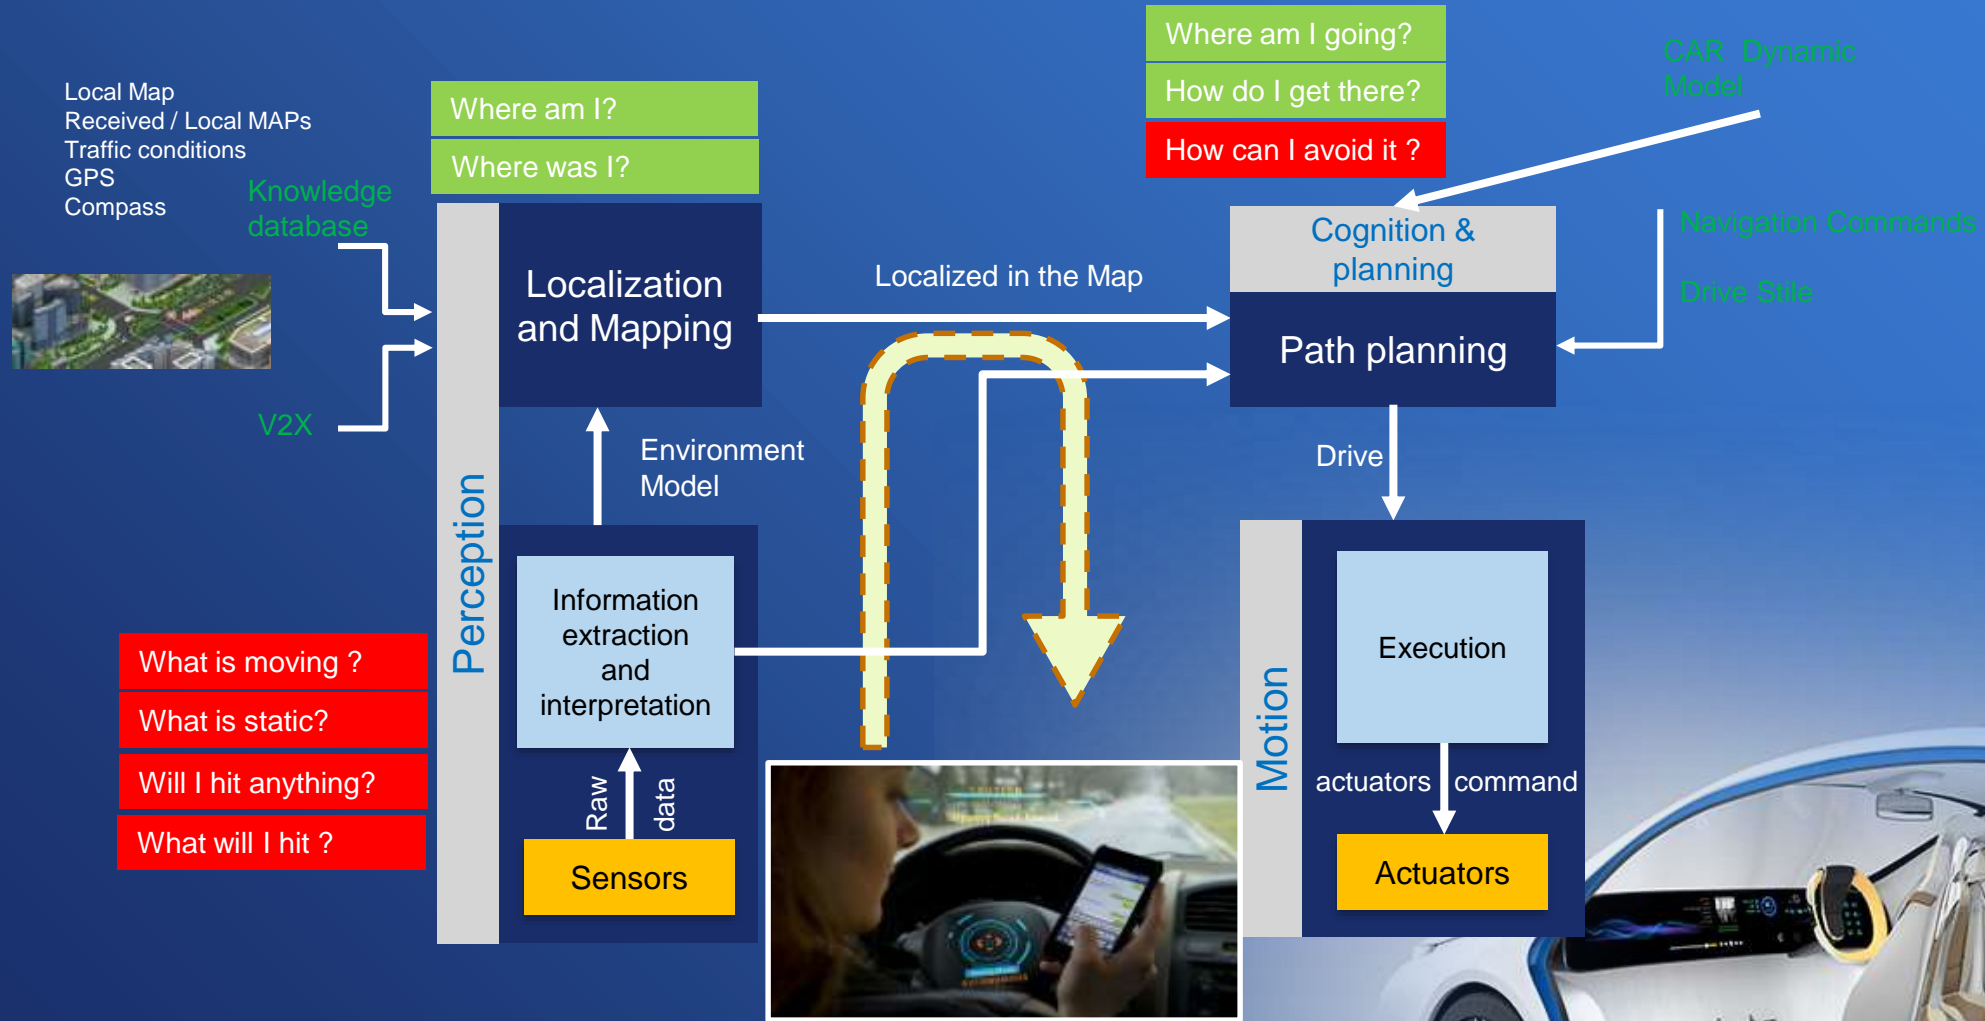 Local Map
Received / Local MAPs
Traffic conditions
GPS
Compass
Knowledge
database
V2X
Where am I?
Where was I?
Localization
and Mapping
Perception
Environment
Model
Information
extraction
and
interpretation
Raw
data
Sensors
What is moving ?
What is static?
Will I hit anything?
What will I hit ?
Localized in the Map
Where am I going?
How do I get there?
How can I avoid it ?
CAR Dynamic
Model
Cognition &
planning
Path planning
Navigation Commands
Drive Stile
Drive
Motion
Execution
actuators command
Actuators